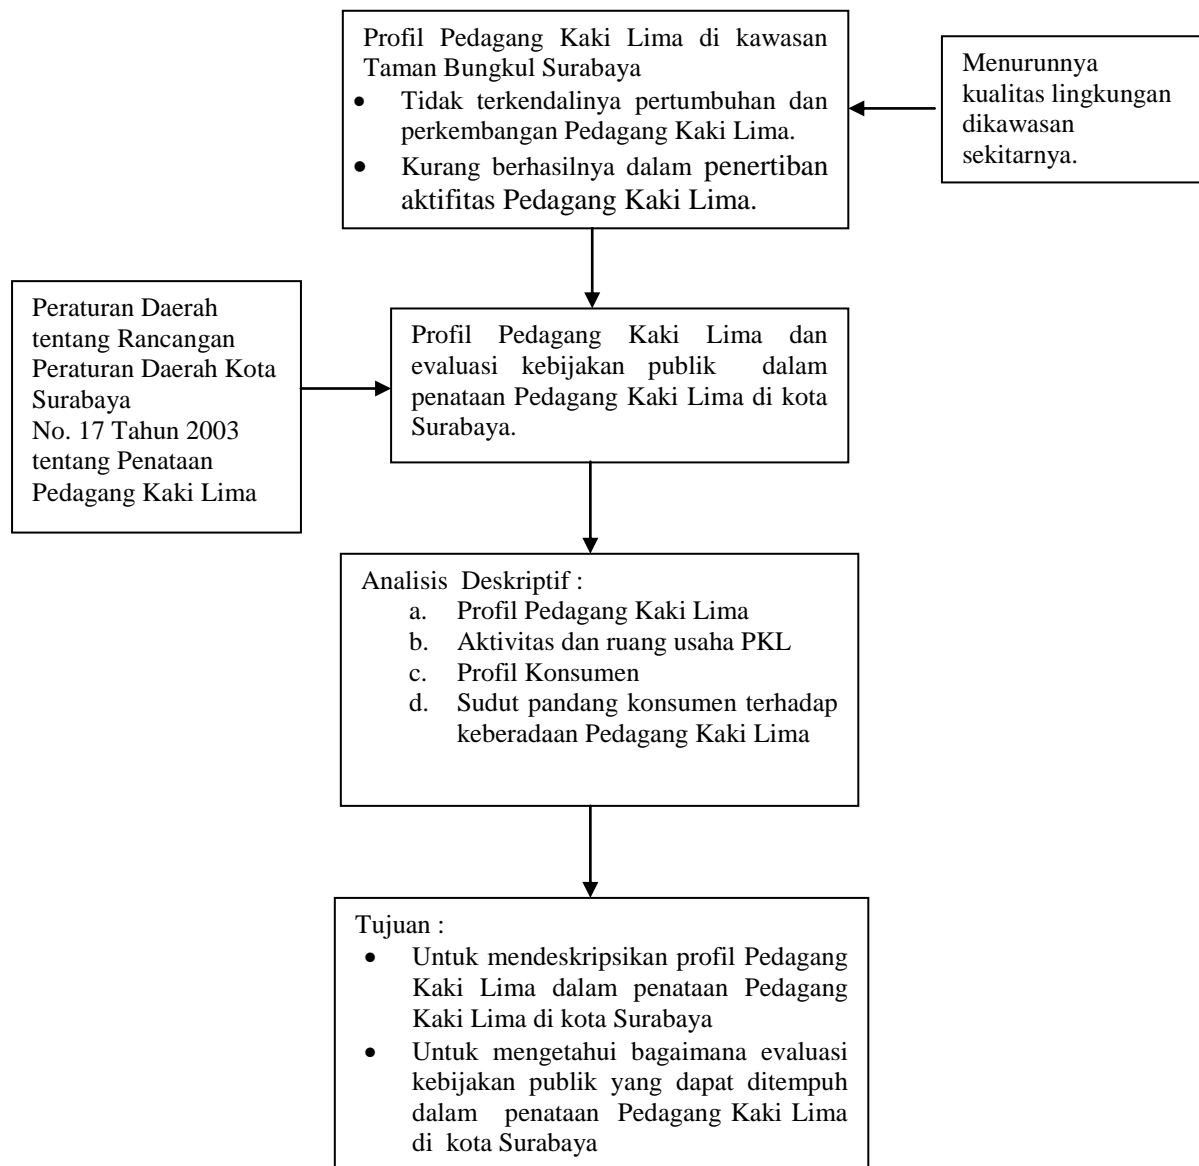 Profil Pedagang Kaki Lima di kawasan
Taman Bungkul Surabaya
• Tidak terkendalinya pertumbuhan dan
perkembangan Pedagang Kaki Lima.
• Kurang berhasilnya dalam penertiban
aktifitas Pedagang Kaki Lima.
Menurunnya
kualitas lingkungan
dikawasan
sekitarnya.
Peraturan Daerah
tentang Rancangan
Peraturan Daerah Kota
Surabaya
No. 17 Tahun 2003
tentang Penataan
Pedagang Kaki Lima
Profil Pedagang Kaki Lima dan
evaluasi kebijakan publik dalam
penataan Pedagang Kaki Lima di kota
Surabaya.
Analisis Deskriptif :
a. Profil Pedagang Kaki Lima
b. Aktivitas dan ruang usaha PKL
c. Profil Konsumen
d. Sudut pandang konsumen terhadap
keberadaan Pedagang Kaki Lima
Tujuan :
• Untuk mendeskripsikan profil Pedagang
Kaki Lima dalam penataan Pedagang
Kaki Lima di kota Surabaya
• Untuk mengetahui bagaimana evaluasi
kebijakan publik yang dapat ditempuh
dalam penataan Pedagang Kaki Lima
di kota Surabaya